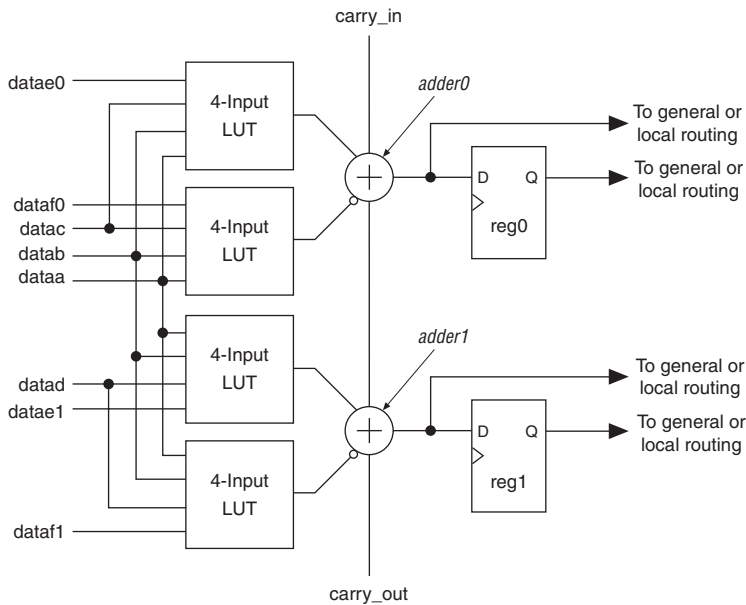 carry_in
adder0
datae0
4-Input
LUT
To general or
local routing
To general or
local routing
D Q
reg0
dataf0
datac
datab
dataa
4-Input
LUT
adder1
4-Input
LUT
To general or
local routing
datad
datae1
To general or
local routing
D Q
reg1
4-Input
LUT
dataf1
carry_out